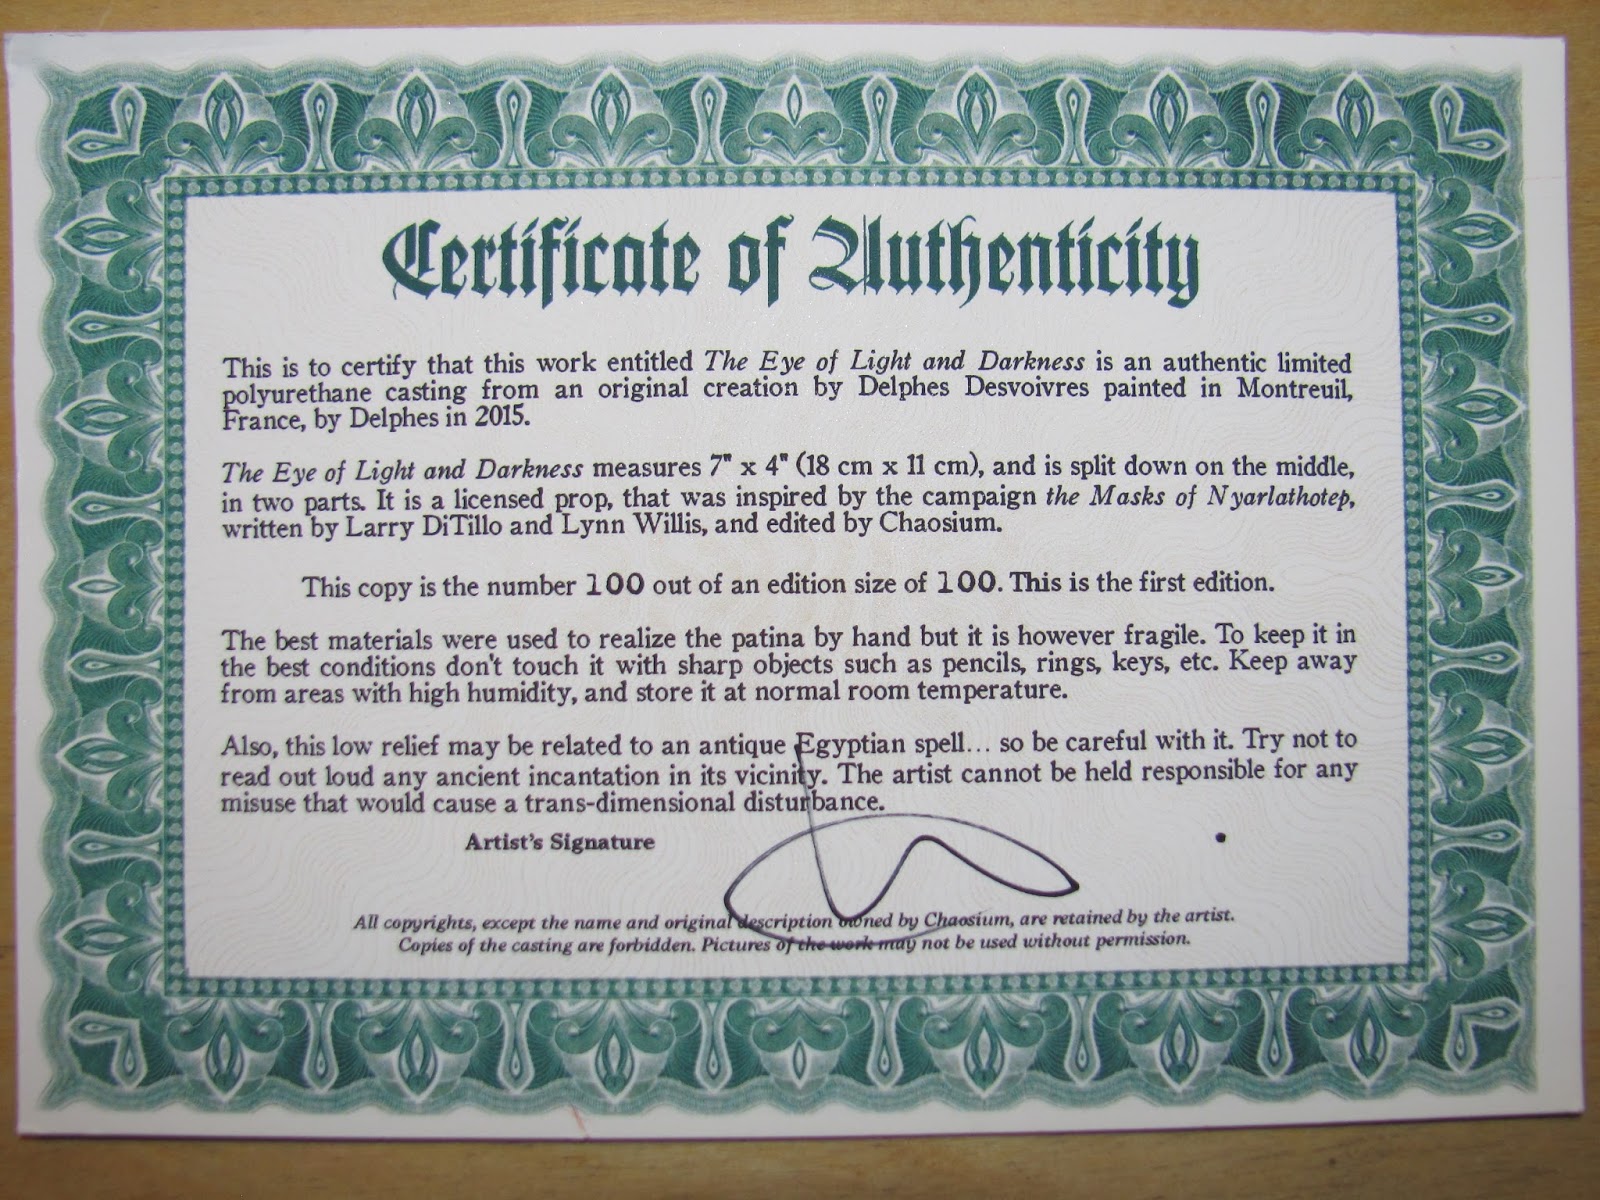 Certificate of Authenticity
This is to certify that this work entitled The Eye of Light and Darkness is an authentic limited
polyurethane casting from an original creation by Delphes Desvoivres painted in Montreuil,
France, by Delphes in 2015.
The Eye of Light and Darkness measures 7" x 4" (18 cm x 11 cm), and is split down on the middle,
in two parts. It is a licensed prop, that was inspired by the campaign the Masks of Nyarlathotep,
written by Larry DiTillo and Lynn Willis, and edited by Chaosium.
This copy is the number 100 out of an edition size of 100. This is the first edition.
The best materials were used to realize the patina by hand but it is however fragile. To keep it in
the best conditions don't touch it with sharp objects such as pencils, rings, keys, etc. Keep away
from areas with high humidity, and store it at normal room temperature.
Also, this low relief may be related to an antique Egyptian spell... so be careful with it. Try not to
read out loud any ancient incantation in its vicinity. The artist cannot be held responsible for any
misuse that would cause a trans-dimensional disturbance.
Artist's Signature
All copyrights, except the name and original description owned by Chaosium, are retained by the artist.
Copies of the casting are forbidden. Pictures of the work may not be used without permission.